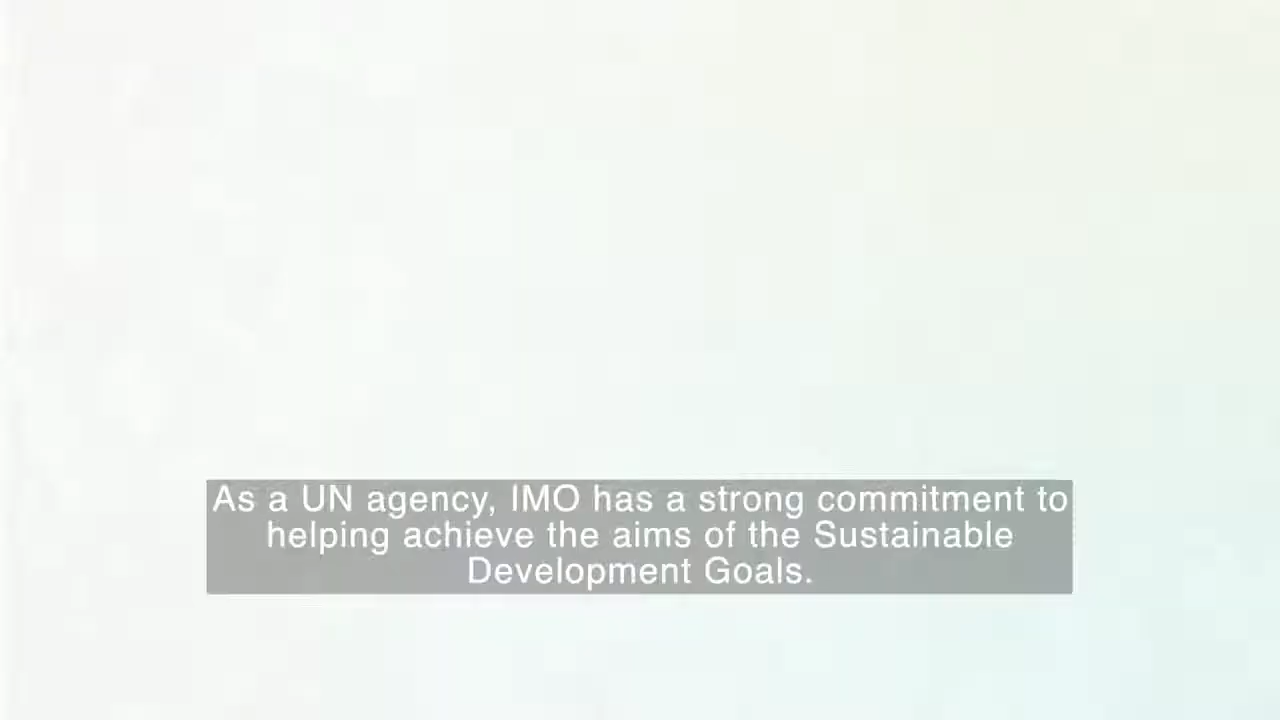 As a UN agency, IMO has a strong commitment to
helping achieve the aims of the Sustainable
Development Goals.